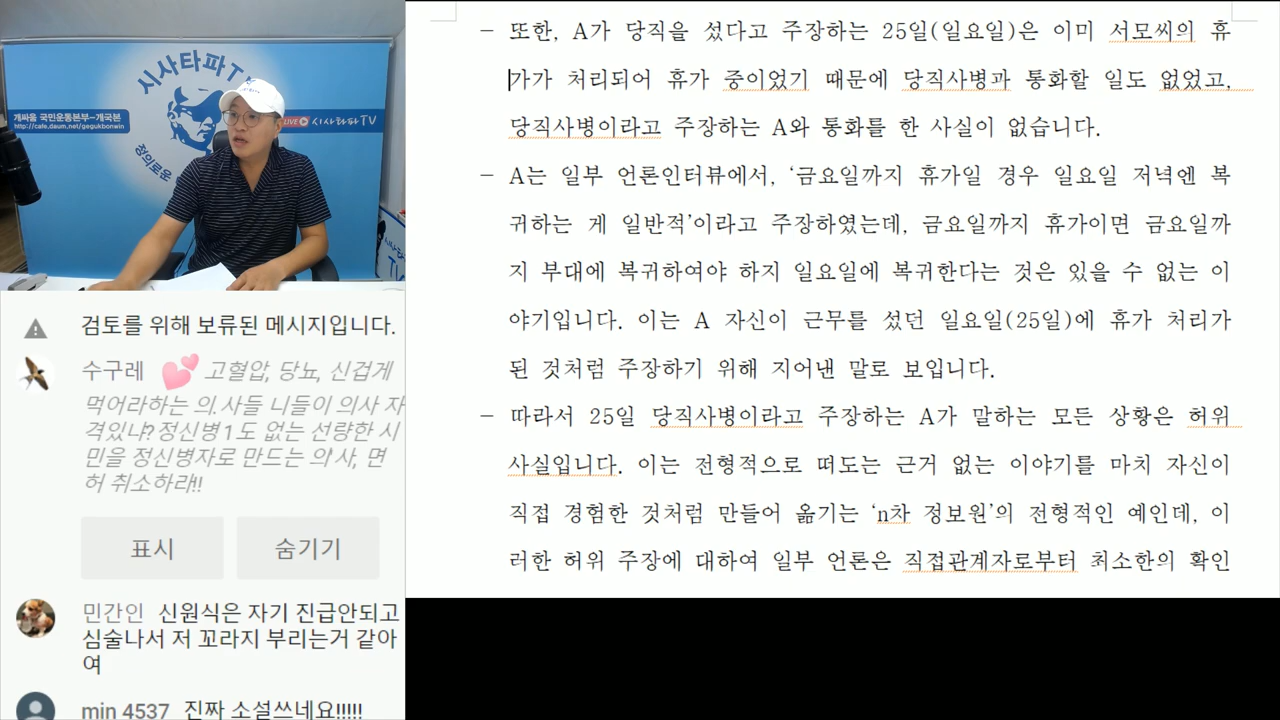 시사타파TV
개싸움 국민운동본부-개국본
http://cafe.daum.net/gegukbonwin
LIVE 시사타파TV
정의로운
검토를 위해 보류된 메시지입니다.
수구레 💕 고혈압, 당뇨, 신겁게
먹어라하는 의.사들 니들이 의사 자
격있냐? 정신병1도 없는 선량한 시
민을 정신병자로 만드는 의'사, 면
허 취소하라!!
표시 숨기기
민간인 신원식은 자기 진급안되고
심술나서 저 꼬라지 부리는거 같아
여
min 4537 진짜 소설쓰네요!!!!!
- 또한, A가 당직을 섰다고 주장하는 25일(일요일)은 이미 서모씨의 휴
가가 처리되어 휴가 중이었기 때문에 당직사병과 통화할 일도 없었고,
당직사병이라고 주장하는 A와 통화를 한 사실이 없습니다.
- A는 일부 언론인터뷰에서, ‘금요일까지 휴가일 경우 일요일 저녁엔 복
귀하는 게 일반적’이라고 주장하였는데, 금요일까지 휴가이면 금요일까
지 부대에 복귀하여야 하지 일요일에 복귀한다는 것은 있을 수 없는 이
야기입니다. 이는 A 자신이 근무를 섰던 일요일(25일)에 휴가 처리가
된 것처럼 주장하기 위해 지어낸 말로 보입니다.
- 따라서 25일 당직사병이라고 주장하는 A가 말하는 모든 상황은 허위
사실입니다. 이는 전형적으로 떠도는 근거 없는 이야기를 마치 자신이
직접 경험한 것처럼 만들어 옮기는 ‘n차 정보원’의 전형적인 예인데, 이
러한 허위 주장에 대하여 일부 언론은 직접관계자로부터 최소한의 확인